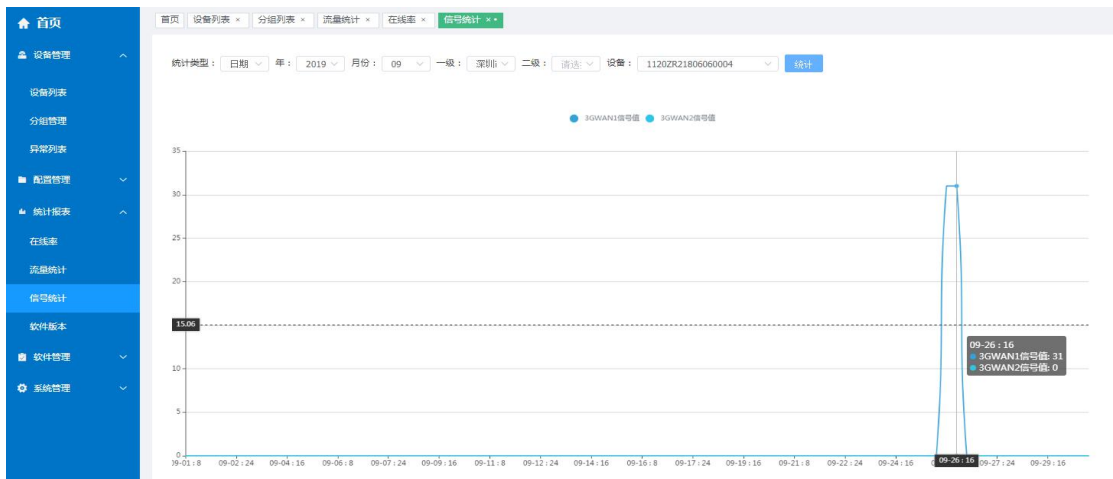 首页
设备管理
设备列表
分组管理
异常列表
配置管理
统计报表
在线率
流量统计
信号统计
软件版本
软件管理
系统管理
首页 设备列表 × 分组列表 × 流量统计 × 在线率 × 信号统计 ×
统计类型： 日期 年： 2019 月份： 09 一级： 深圳 二级： 请选 设备： 1120ZR21806060004 统计
3GWAN1信号值 3GWAN2信号值
35
30
25
20
15.06
10
5
0
09-26 : 16
3GWAN1信号值: 31
3GWAN2信号值: 0
09-01 : 8 09-02 : 24 09-04 : 16 09-06 : 8 09-07 : 24 09-09 : 16 09-11 : 8 09-12 : 24 09-14 : 16 09-16 : 8 09-17 : 24 09-19 : 16 09-21 : 8 09-22 : 24 09-24 : 16 09-26 : 16 09-27 : 24 09-29 : 16